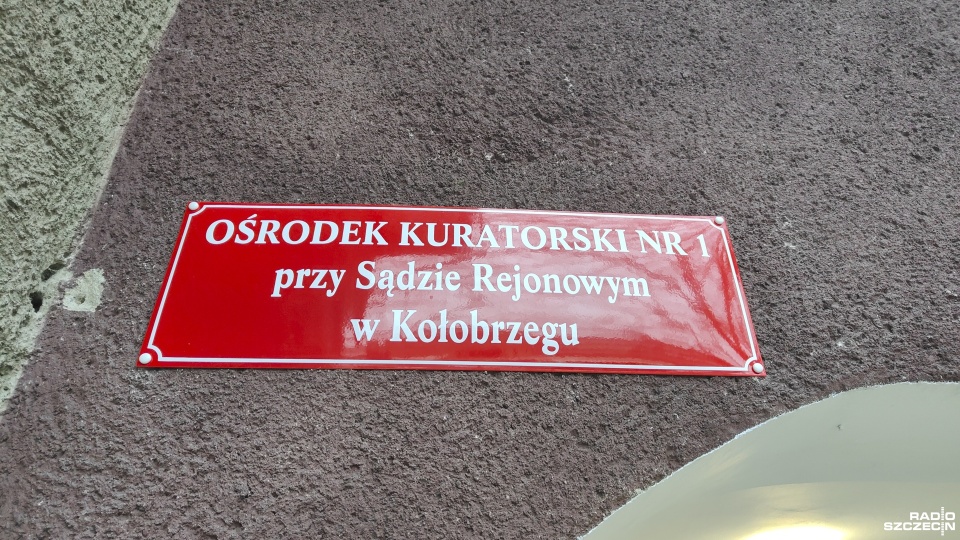 OŚRODEK KURATORSKI NR 1
przy Sądzie Rejonowym
w Kołobrzegu
RADIO
SZCZECIN